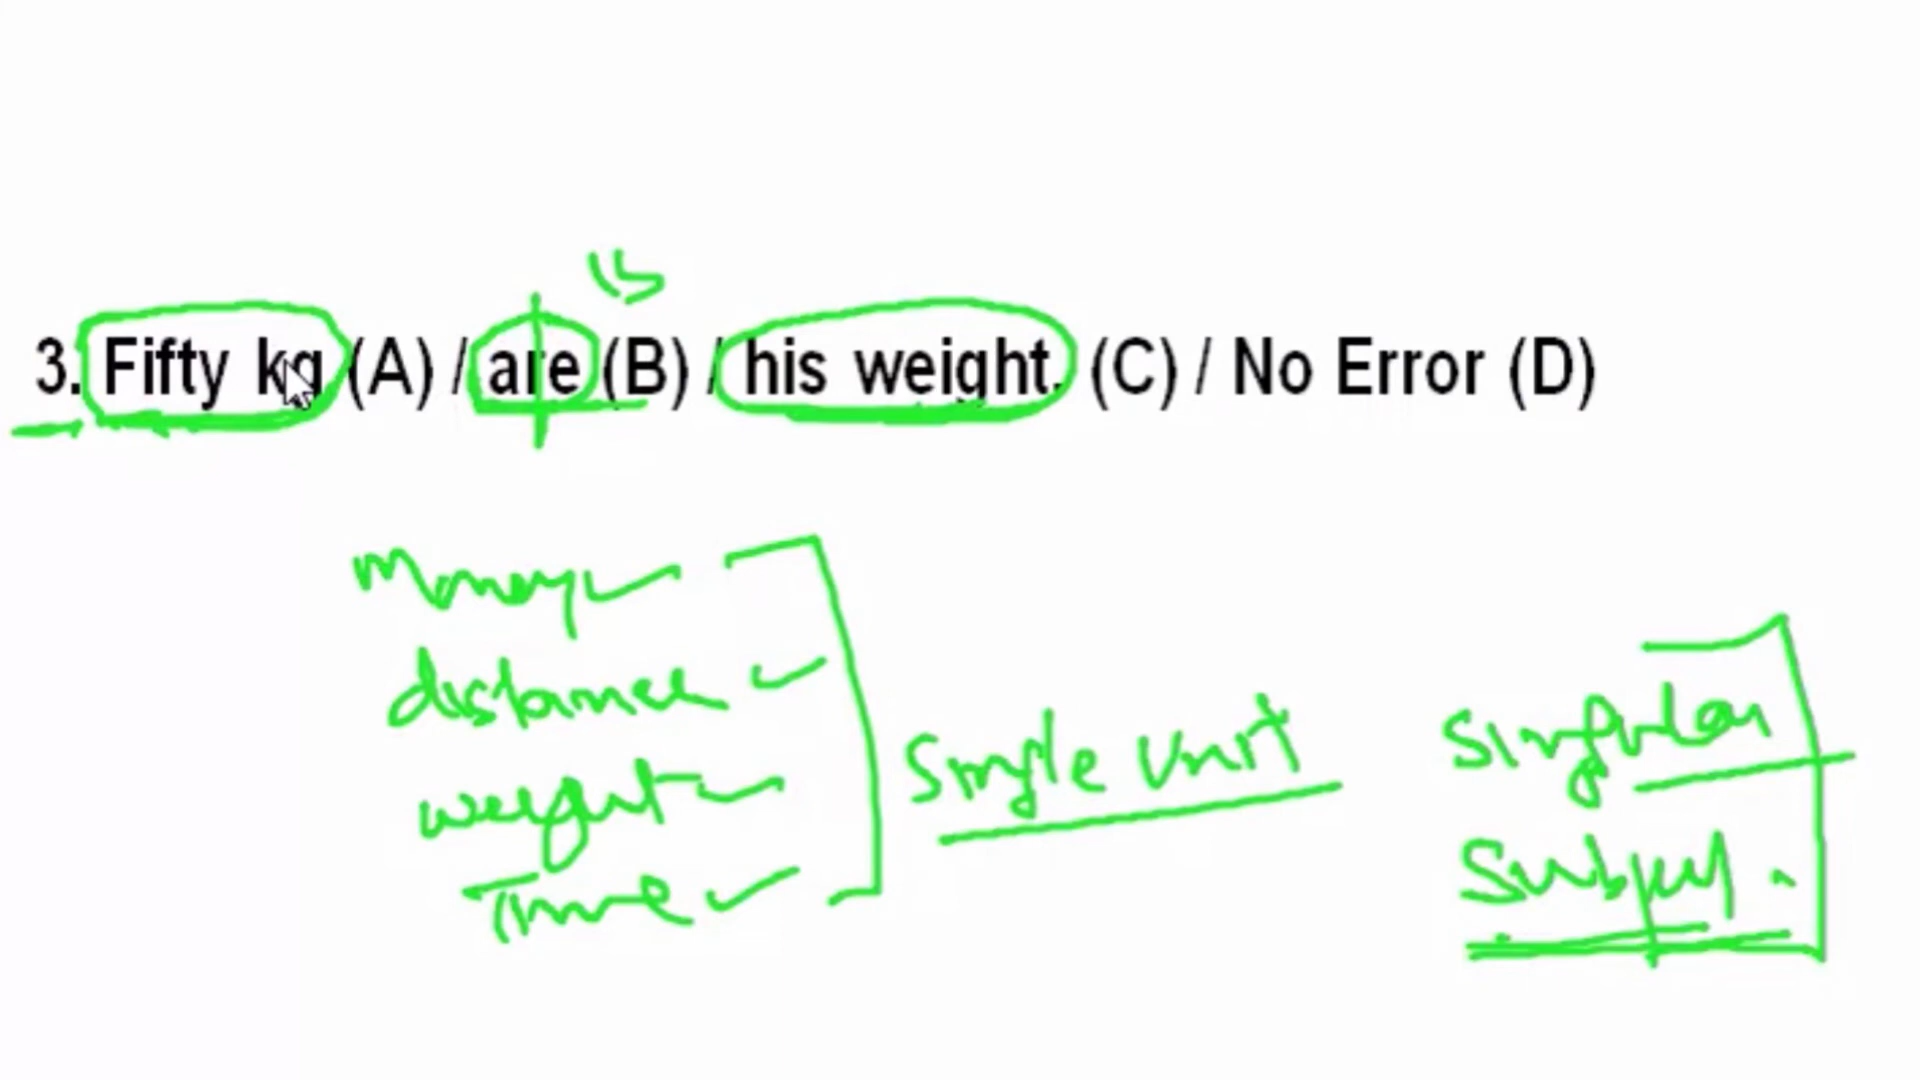 is
3. Fifty kg (A) / are (B) / his weight. (C) / No Error (D)
Money
distance
weight
Time
Single Unit
Singular
Subject